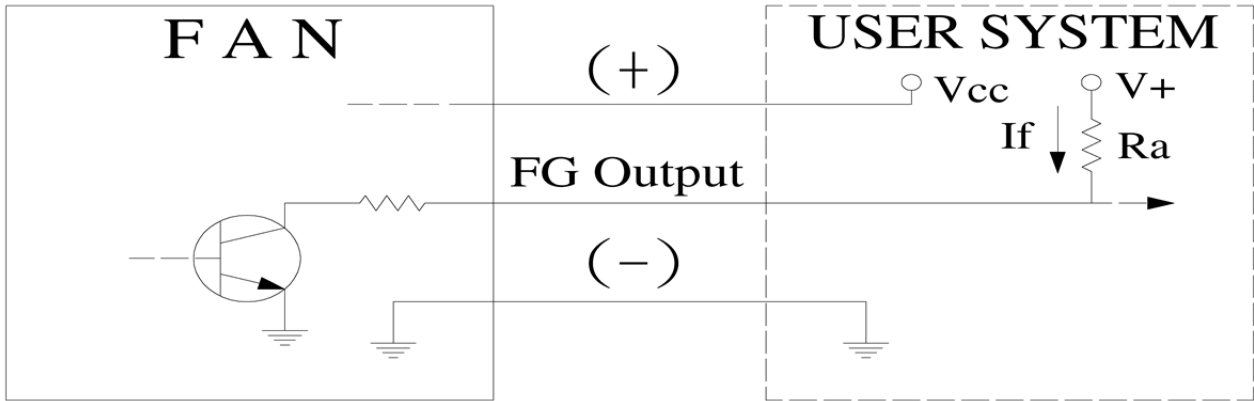 F A N
USER SYSTEM
(+)
Vcc
V+
If
Ra
FG Output
(-)